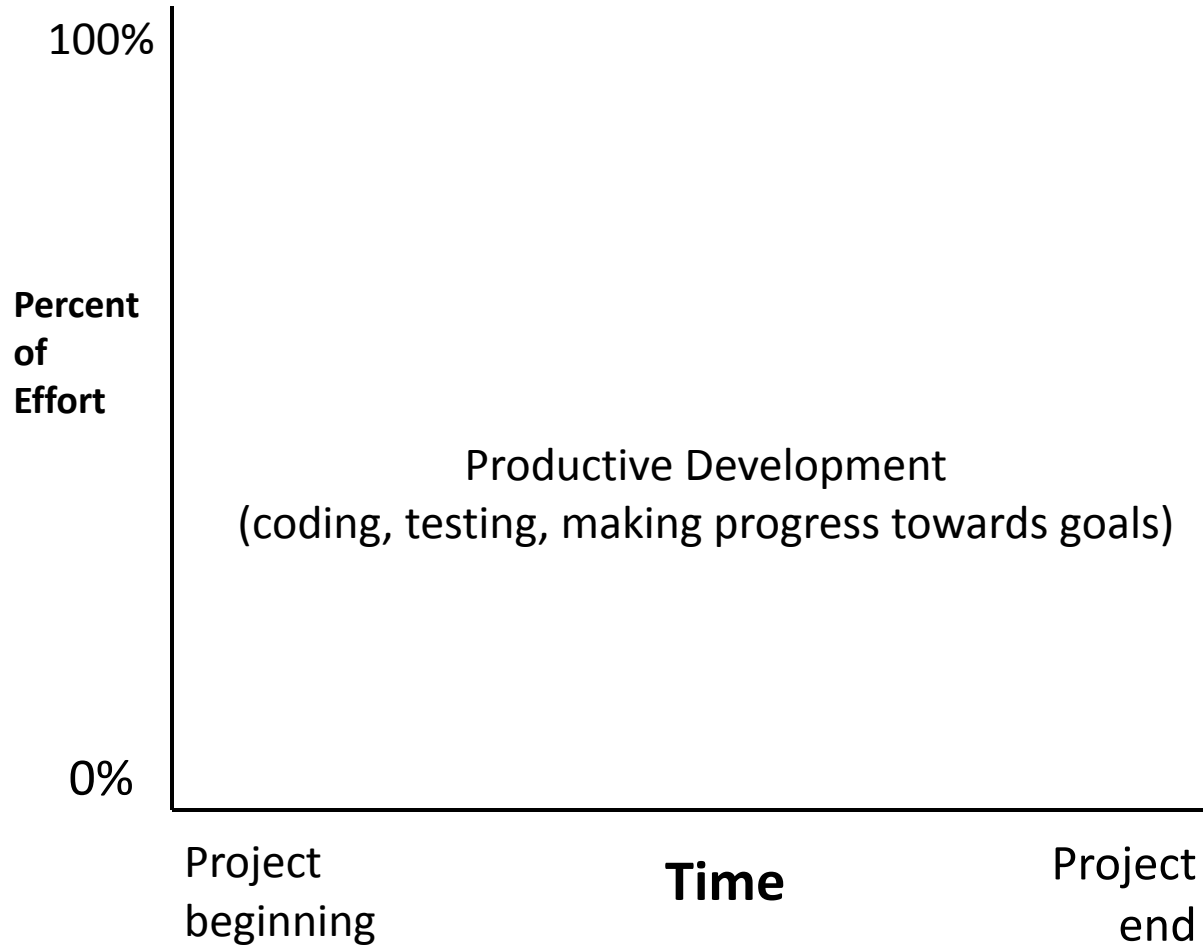 100%
Percent
of
Effort
Productive Development
(coding, testing, making progress towards goals)
0%
Project
beginning
Time
Project
end